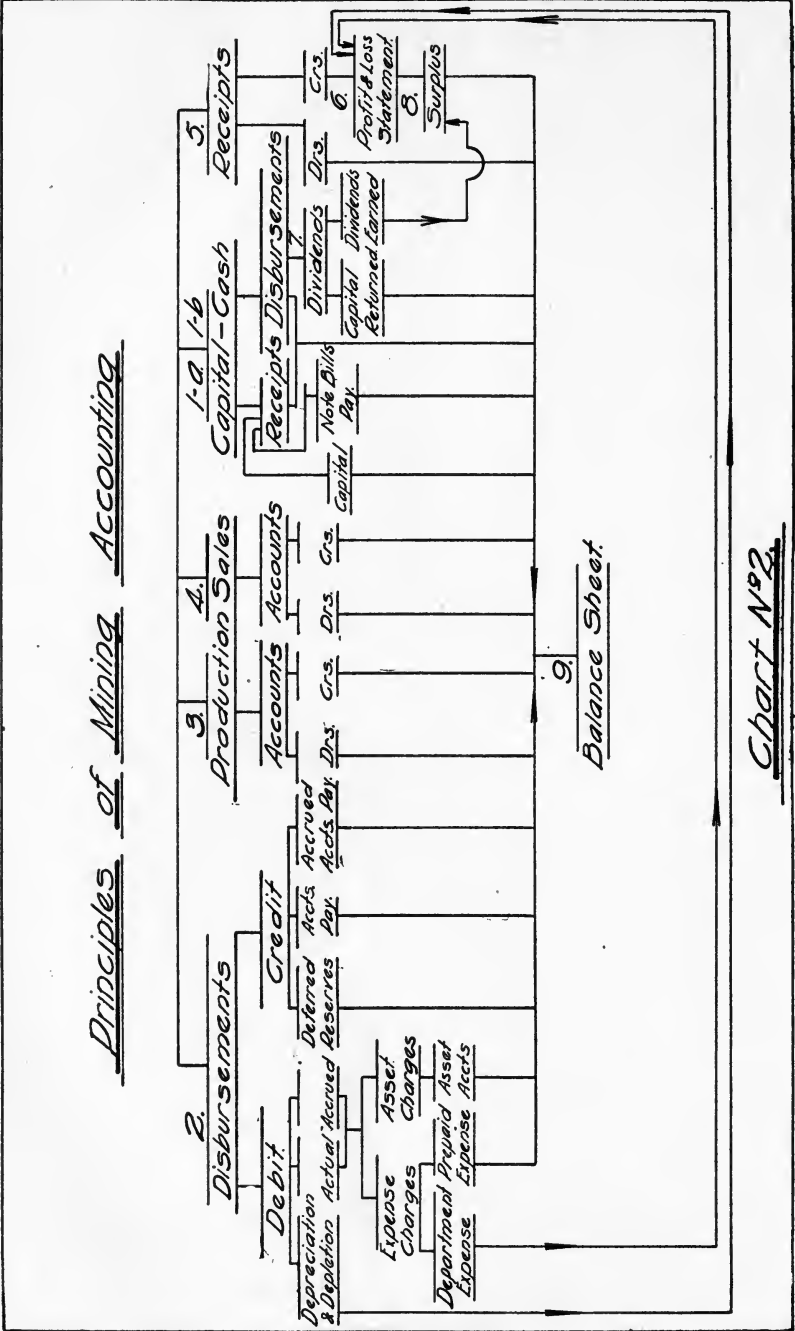 Principles of Mining Accounting
2. 3. 4. 1-a 1-b 5.
Disbursements Production Sales Capital-Cash Receipts
Debit Credit Accounts Accounts Receipts Disbursements
Depreciation & Depletion
Actual Accrued
Deferred Reserves
Accts. Pay.
Accrued Accts. Pay.
Drs. Crs.
Drs. Crs.
Capital
Note Bills Pay.
7.
Dividends
Capital Returned
Dividends Earned
Drs. Crs.
6.
Profit & Loss
Statement.
8.
Surplus
Expense Charges
Asset Charges
Department Expense
Prepaid Expense
Asset Accts
9.
Balance Sheet.
Chart Nº2.